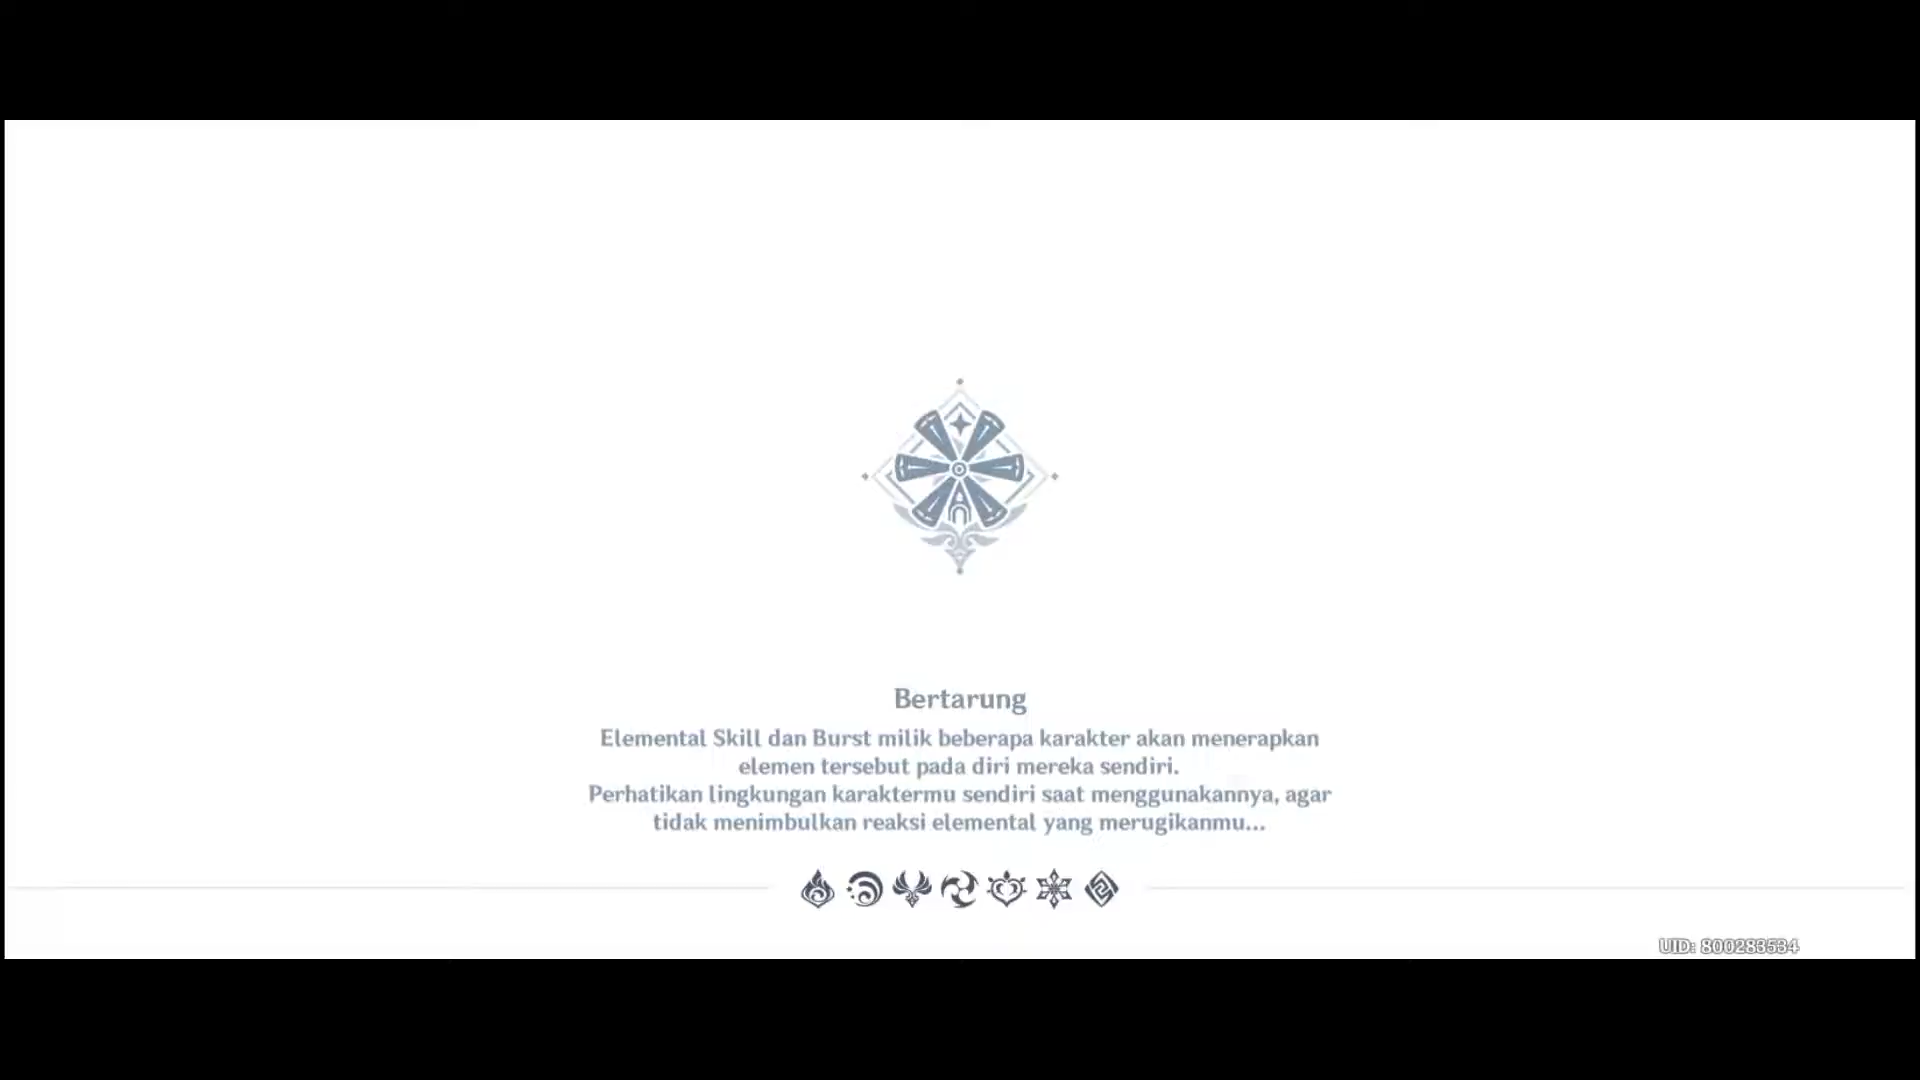 Bertarung
Elemental Skill dan Burst milik beberapa karakter akan menerapkan
elemen tersebut pada diri mereka sendiri.
Perhatikan lingkungan karaktermu sendiri saat menggunakannya, agar
tidak menimbulkan reaksi elemental yang merugikanmu...
UID: 800283534